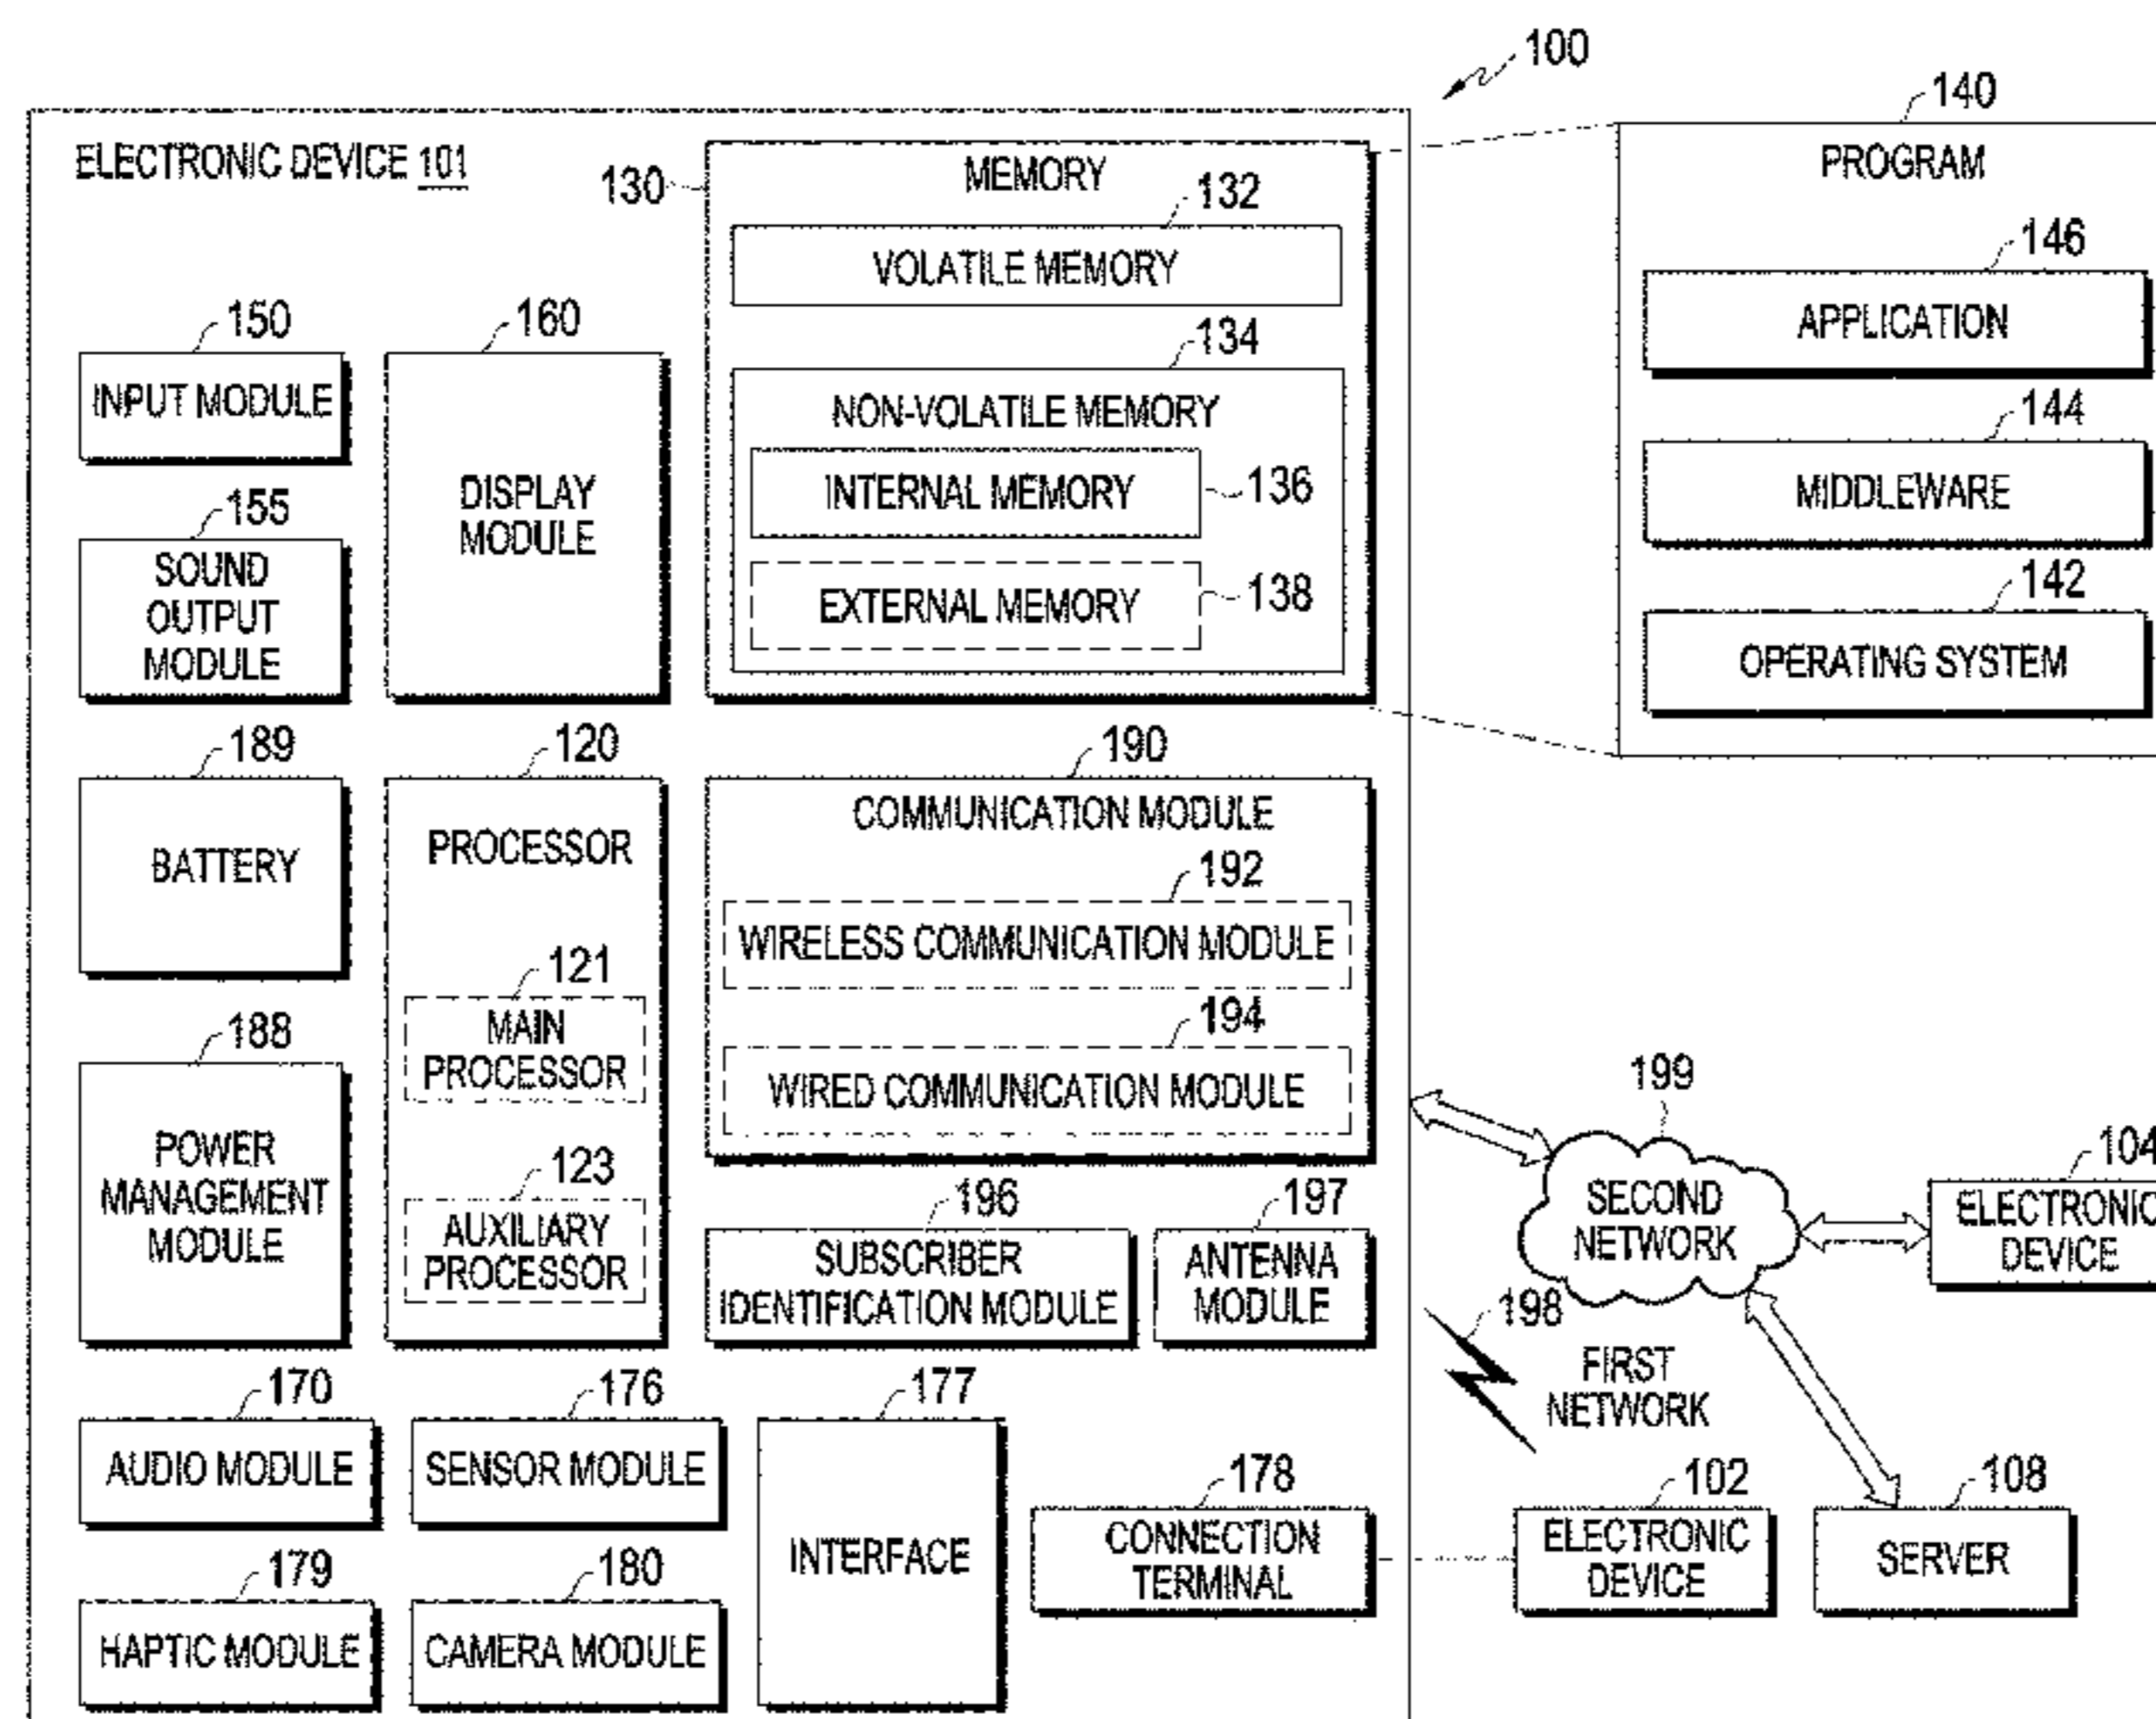 100
ELECTRONIC DEVICE 101
130
MEMORY
132
VOLATILE MEMORY
134
NON-VOLATILE MEMORY
INTERNAL MEMORY
136
EXTERNAL MEMORY
138
140
PROGRAM
146
APPLICATION
144
MIDDLEWARE
142
OPERATING SYSTEM
150
INPUT MODULE
160
DISPLAY
MODULE
155
SOUND
OUTPUT
MODULE
189
BATTERY
120
PROCESSOR
121
MAIN
PROCESSOR
123
AUXILIARY
PROCESSOR
190
COMMUNICATION MODULE
192
WIRELESS COMMUNICATION MODULE
194
WIRED COMMUNICATION MODULE
188
POWER
MANAGEMENT
MODULE
196
SUBSCRIBER
IDENTIFICATION MODULE
197
ANTENNA
MODULE
199
SECOND
NETWORK
104
ELECTRONIC
DEVICE
198
FIRST
NETWORK
170
AUDIO MODULE
176
SENSOR MODULE
177
INTERFACE
178
CONNECTION
TERMINAL
102
ELECTRONIC
DEVICE
108
SERVER
179
HAPTIC MODULE
180
CAMERA MODULE